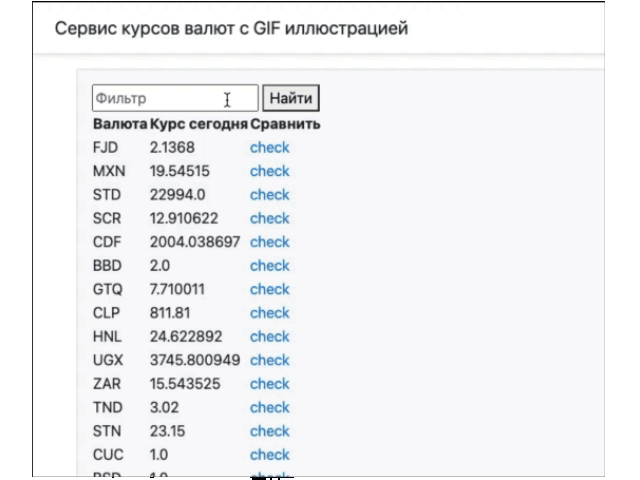 Сервис курсов валют с GIF иллюстрацией
Фильтр Найти
Валюта Курс сегодня Сравнить
FJD 2.1368 check
MXN 19.54515 check
STD 22994.0 check
SCR 12.910622 check
CDF 2004.038697 check
BBD 2.0 check
GTQ 7.710011 check
CLP 811.81 check
HNL 24.622892 check
UGX 3745.800949 check
ZAR 15.543525 check
TND 3.02 check
STN 23.15 check
CUC 1.0 check